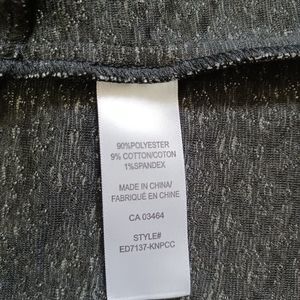 90%POLYESTER
9% COTTON/COTON
1%SPANDEX
MADE IN CHINA/
FABRIQUÉ EN CHINE
CA 03464
STYLE#
ED7137-KNPCC